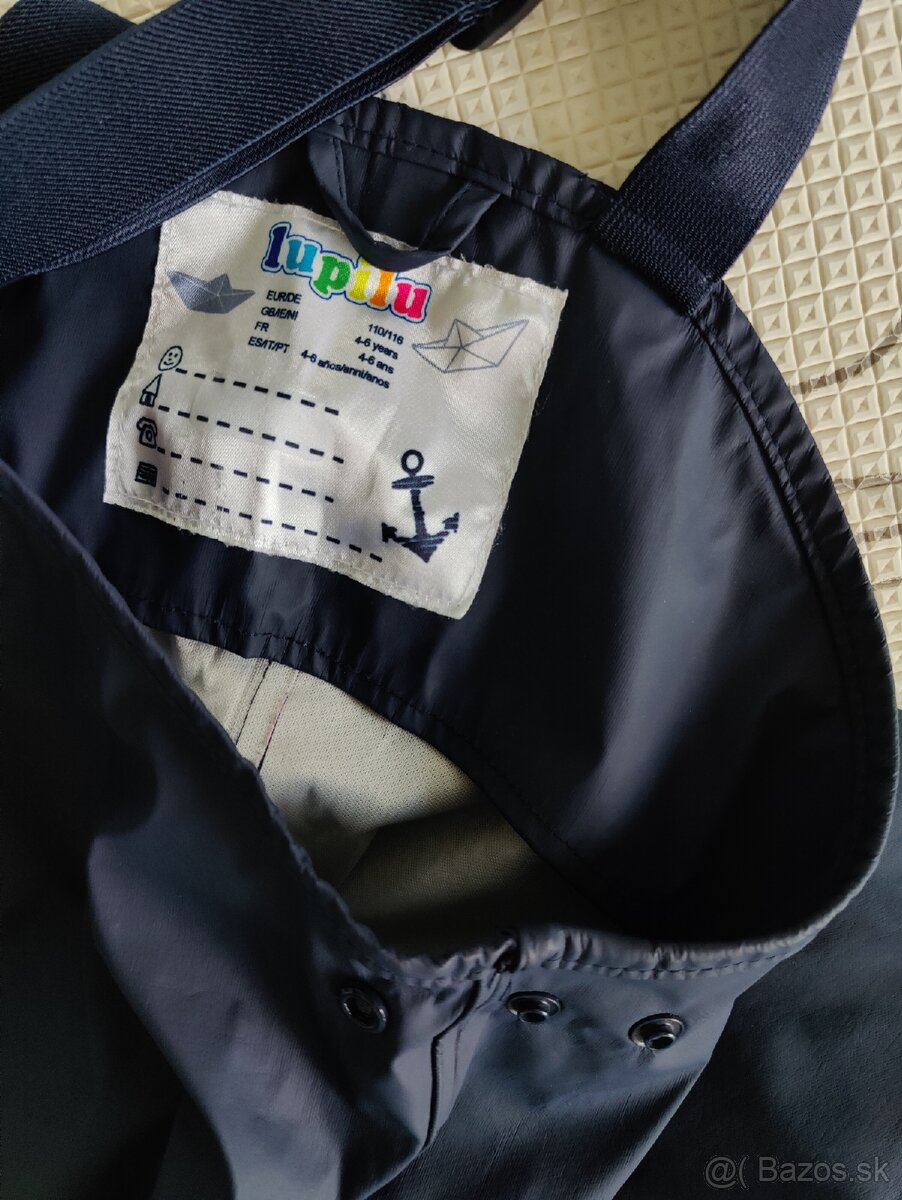 lupilu
EUR/DE 110/116
GB/IE/NI 4-6 years
FR 4-6 ans
ES/IT/PT 4-6 años/anni/anos
@( Bazos.sk